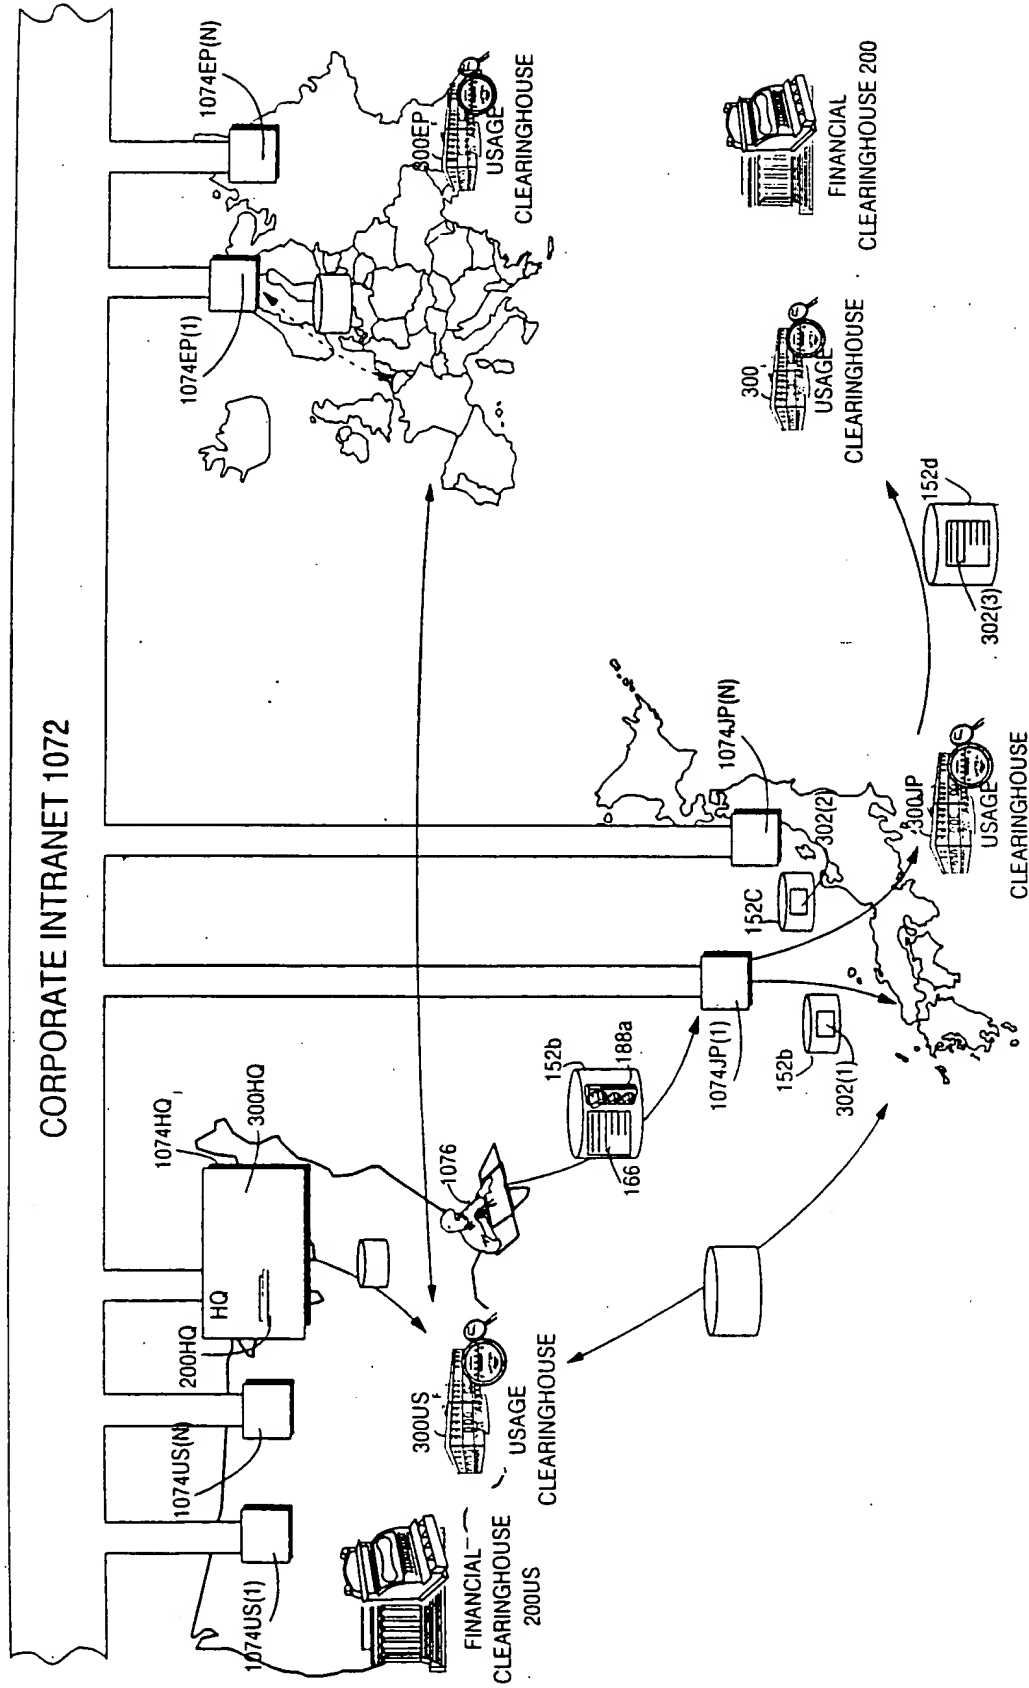 CORPORATE INTRANET 1072
1074US(1)
1074US(N)
200HQ
HQ
1074HQ
300HQ
1074EP(1)
1074EP(N)
FINANCIAL
CLEARINGHOUSE
200US
300US
USAGE
CLEARINGHOUSE
1076
152b
188a
166
1074JP(1)
152b
302(1)
152C
302(2)
1074JP(N)
300JP
USAGE
CLEARINGHOUSE
300EP
USAGE
CLEARINGHOUSE
152d
302(3)
300
USAGE
CLEARINGHOUSE
FINANCIAL
CLEARINGHOUSE 200